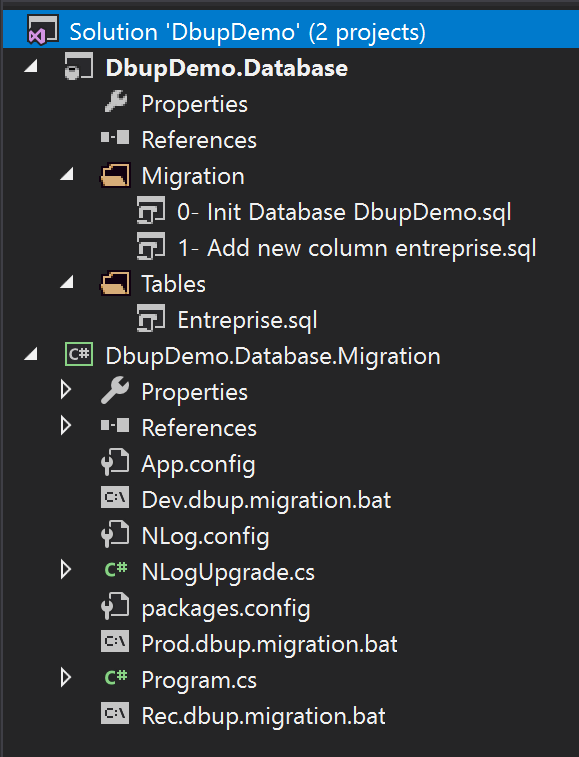 Solution 'DbupDemo' (2 projects)
DbupDemo.Database
Properties
References
Migration
0- Init Database DbupDemo.sql
1- Add new column entreprise.sql
Tables
Entreprise.sql
C# DbupDemo.Database.Migration
Properties
References
App.config
C:\ Dev.dbup.migration.bat
NLog.config
C# NLogUpgrade.cs
packages.config
C:\ Prod.dbup.migration.bat
C# Program.cs
C:\ Rec.dbup.migration.bat